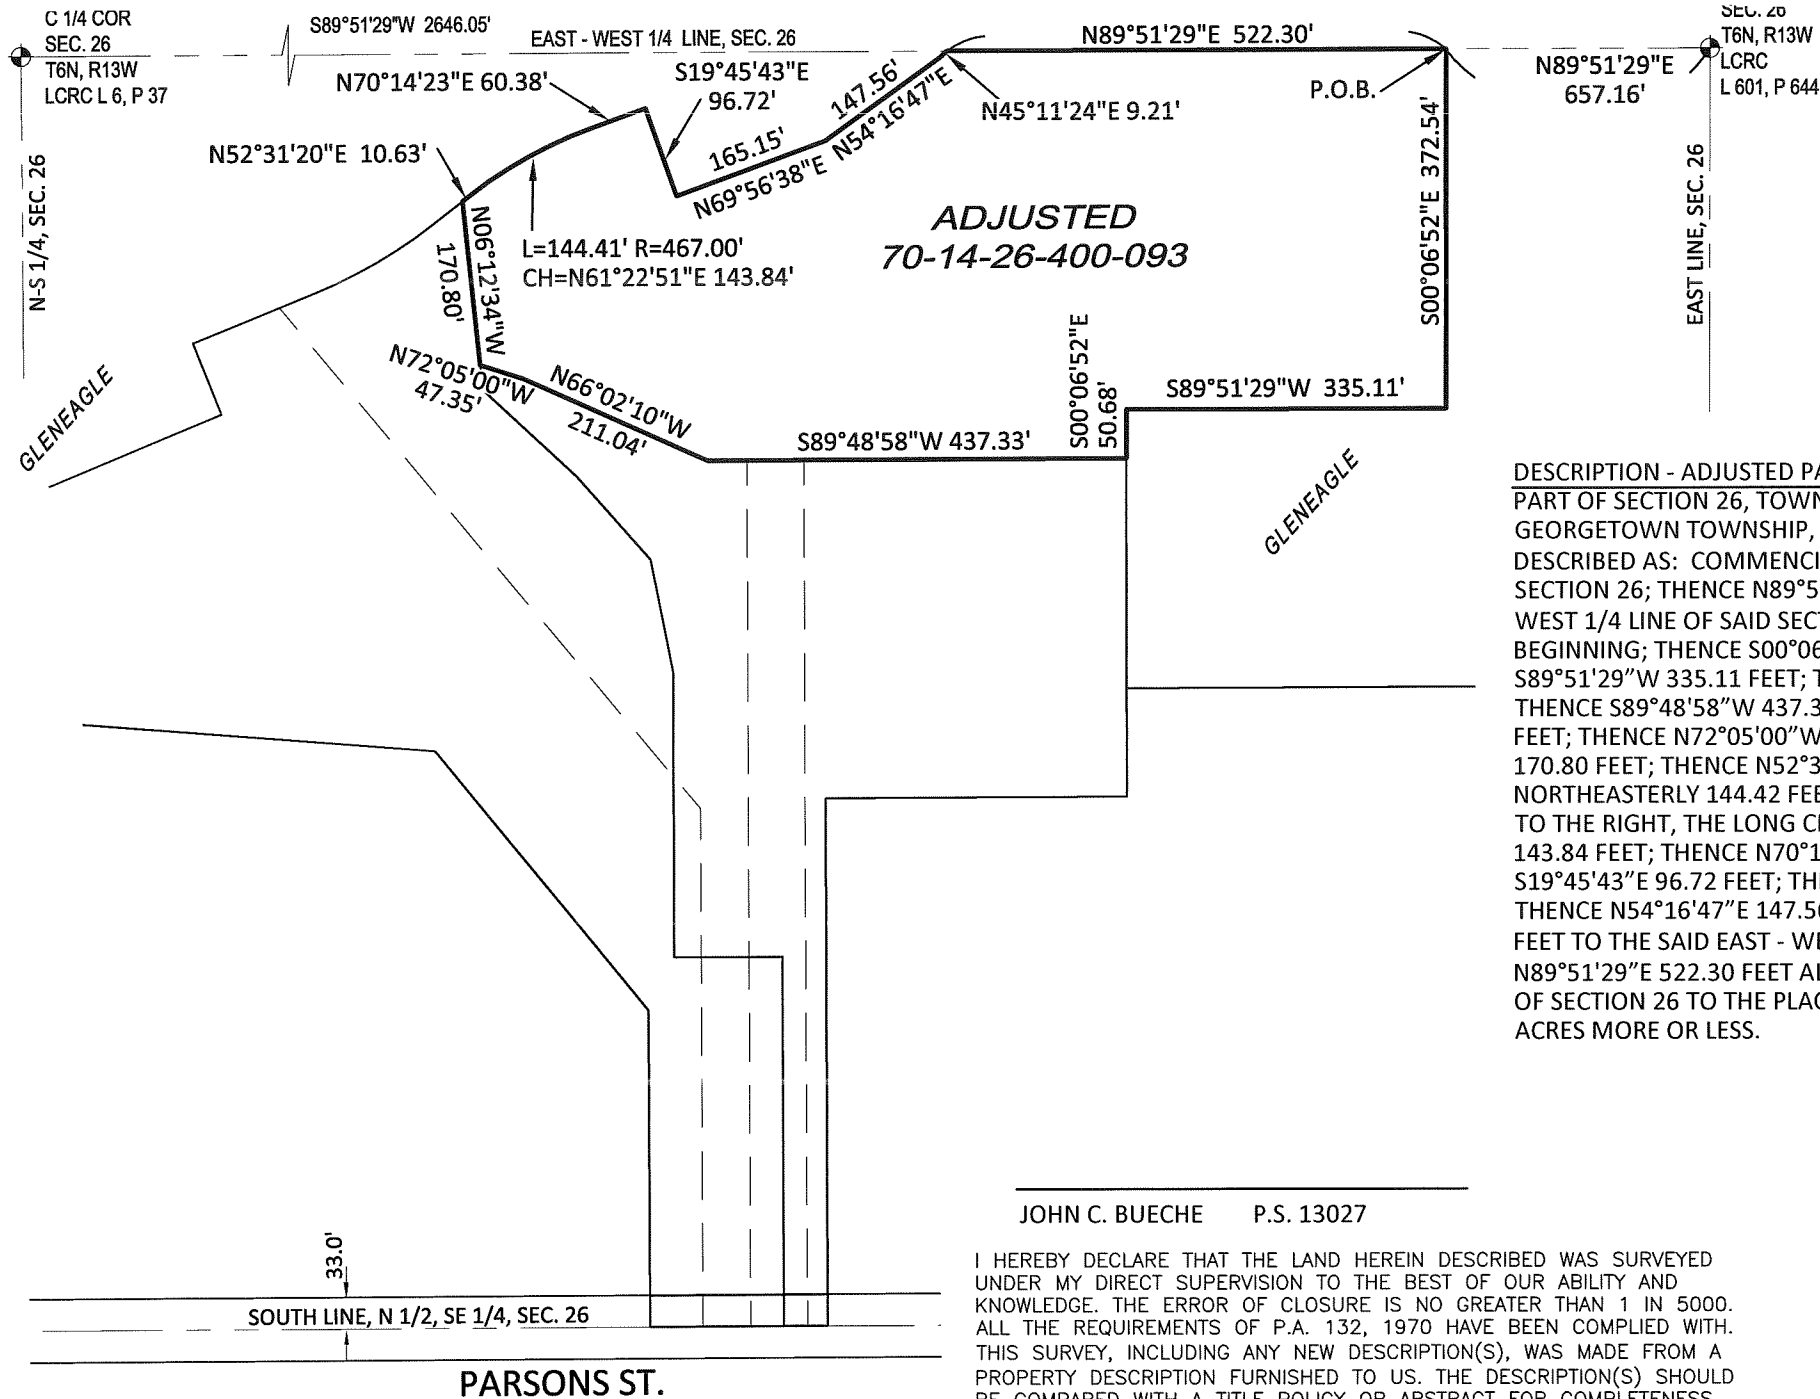 C 1/4 COR
SEC. 26
T6N, R13W
LCRC L 6, P 37
S89°51'29"W 2646.05'
EAST - WEST 1/4 LINE, SEC. 26
N89°51'29"E 522.30'
SEC. 26
T6N, R13W
LCRC
L 601, P 644
N89°51'29"E
657.16'
P.O.B.
N70°14'23"E 60.38'
S19°45'43"E
96.72'
147.56'
N54°16'47"E
N45°11'24"E 9.21'
N52°31'20"E 10.63'
165.15'
N69°56'38"E
N-S 1/4, SEC. 26
EAST LINE, SEC. 26
S00°06'52"E 372.54'
ADJUSTED
70-14-26-400-093
N06°12'34"W
170.80'
L=144.41' R=467.00'
CH=N61°22'51"E 143.84'
N72°05'00"W
47.35'
N66°02'10"W
211.04'
S00°06'52"E
50.68'
S89°51'29"W 335.11'
S89°48'58"W 437.33'
GLENEAGLE
GLENEAGLE
DESCRIPTION - ADJUSTED
PART OF SECTION 26,
GEORGETOWN TOWNSHIP,
DESCRIBED AS:
SECTION 26; THENCE
WEST 1/4 LINE OF SAID
BEGINNING; THENCE
S89°51'29"W 335.11 FEET;
THENCE S89°48'58"W
FEET; THENCE N72°05'00"W
170.80 FEET; THENCE
NORTHEASTERLY 144.42
TO THE RIGHT, THE LONG
143.84 FEET; THENCE
S19°45'43"E 96.72 FEET;
THENCE N54°16'47"E
FEET TO THE SAID EAST -
N89°51'29"E 522.30 FEET
OF SECTION 26 TO THE
ACRES MORE OR LESS.
JOHN C. BUECHE P.S. 13027
I HEREBY DECLARE THAT THE LAND HEREIN DESCRIBED WAS SURVEYED
UNDER MY DIRECT SUPERVISION TO THE BEST OF OUR ABILITY AND
KNOWLEDGE. THE ERROR OF CLOSURE IS NO GREATER THAN 1 IN 5000.
ALL THE REQUIREMENTS OF P.A. 132, 1970 HAVE BEEN COMPLIED WITH.
THIS SURVEY, INCLUDING ANY NEW DESCRIPTION(S), WAS MADE FROM A
PROPERTY DESCRIPTION FURNISHED TO US. THE DESCRIPTION(S) SHOULD
BE COMPARED WITH A TITLE POLICY OR ABSTRACT FOR COMPLETENESS
33.0'
SOUTH LINE, N 1/2, SE 1/4, SEC. 26
PARSONS ST.